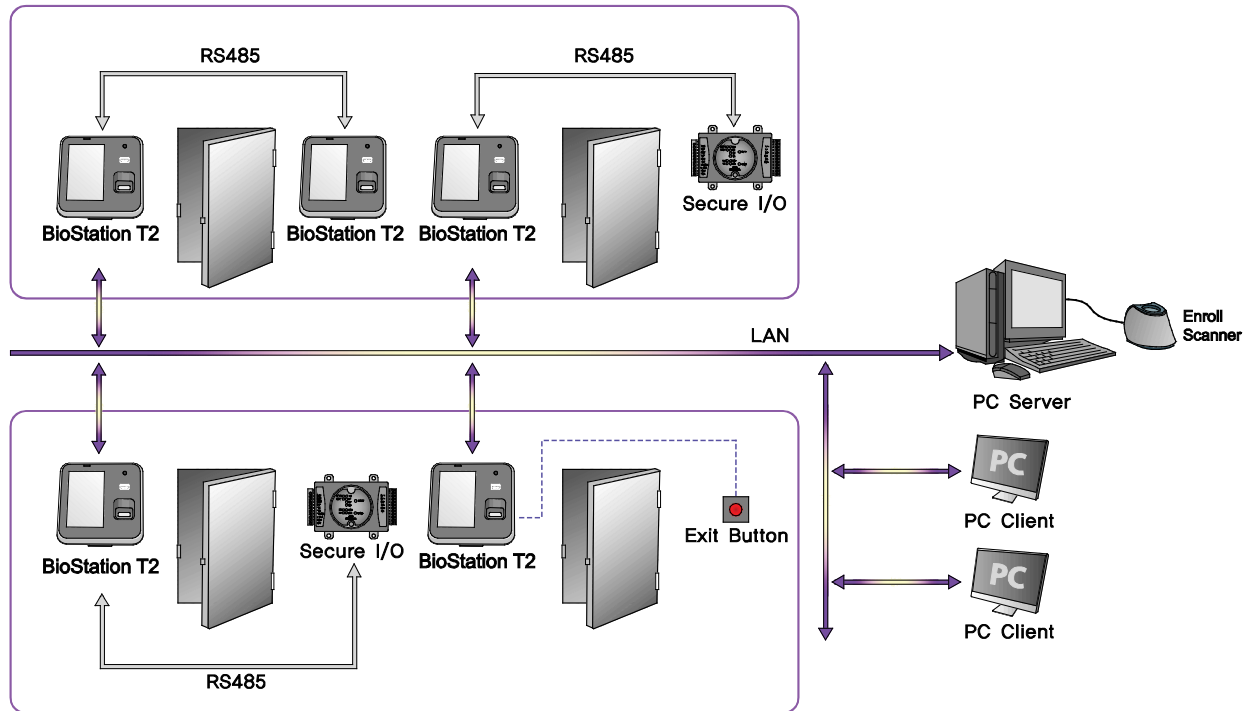 RS485
RS485
BioStation T2
BioStation T2
BioStation T2
Secure I/O
LAN
Enroll
Scanner
PC Server
PC
PC Client
BioStation T2
Secure I/O
BioStation T2
Exit Button
PC
PC Client
RS485